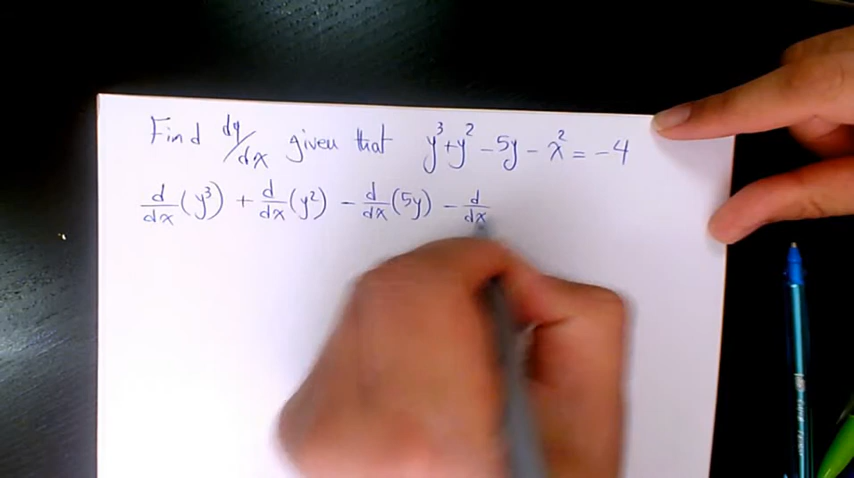 Find dy/dx given that y³+y²-5y-x²=-4
d/dx(y³)+d/dx(y²)-d/dx(5y)-d/dx